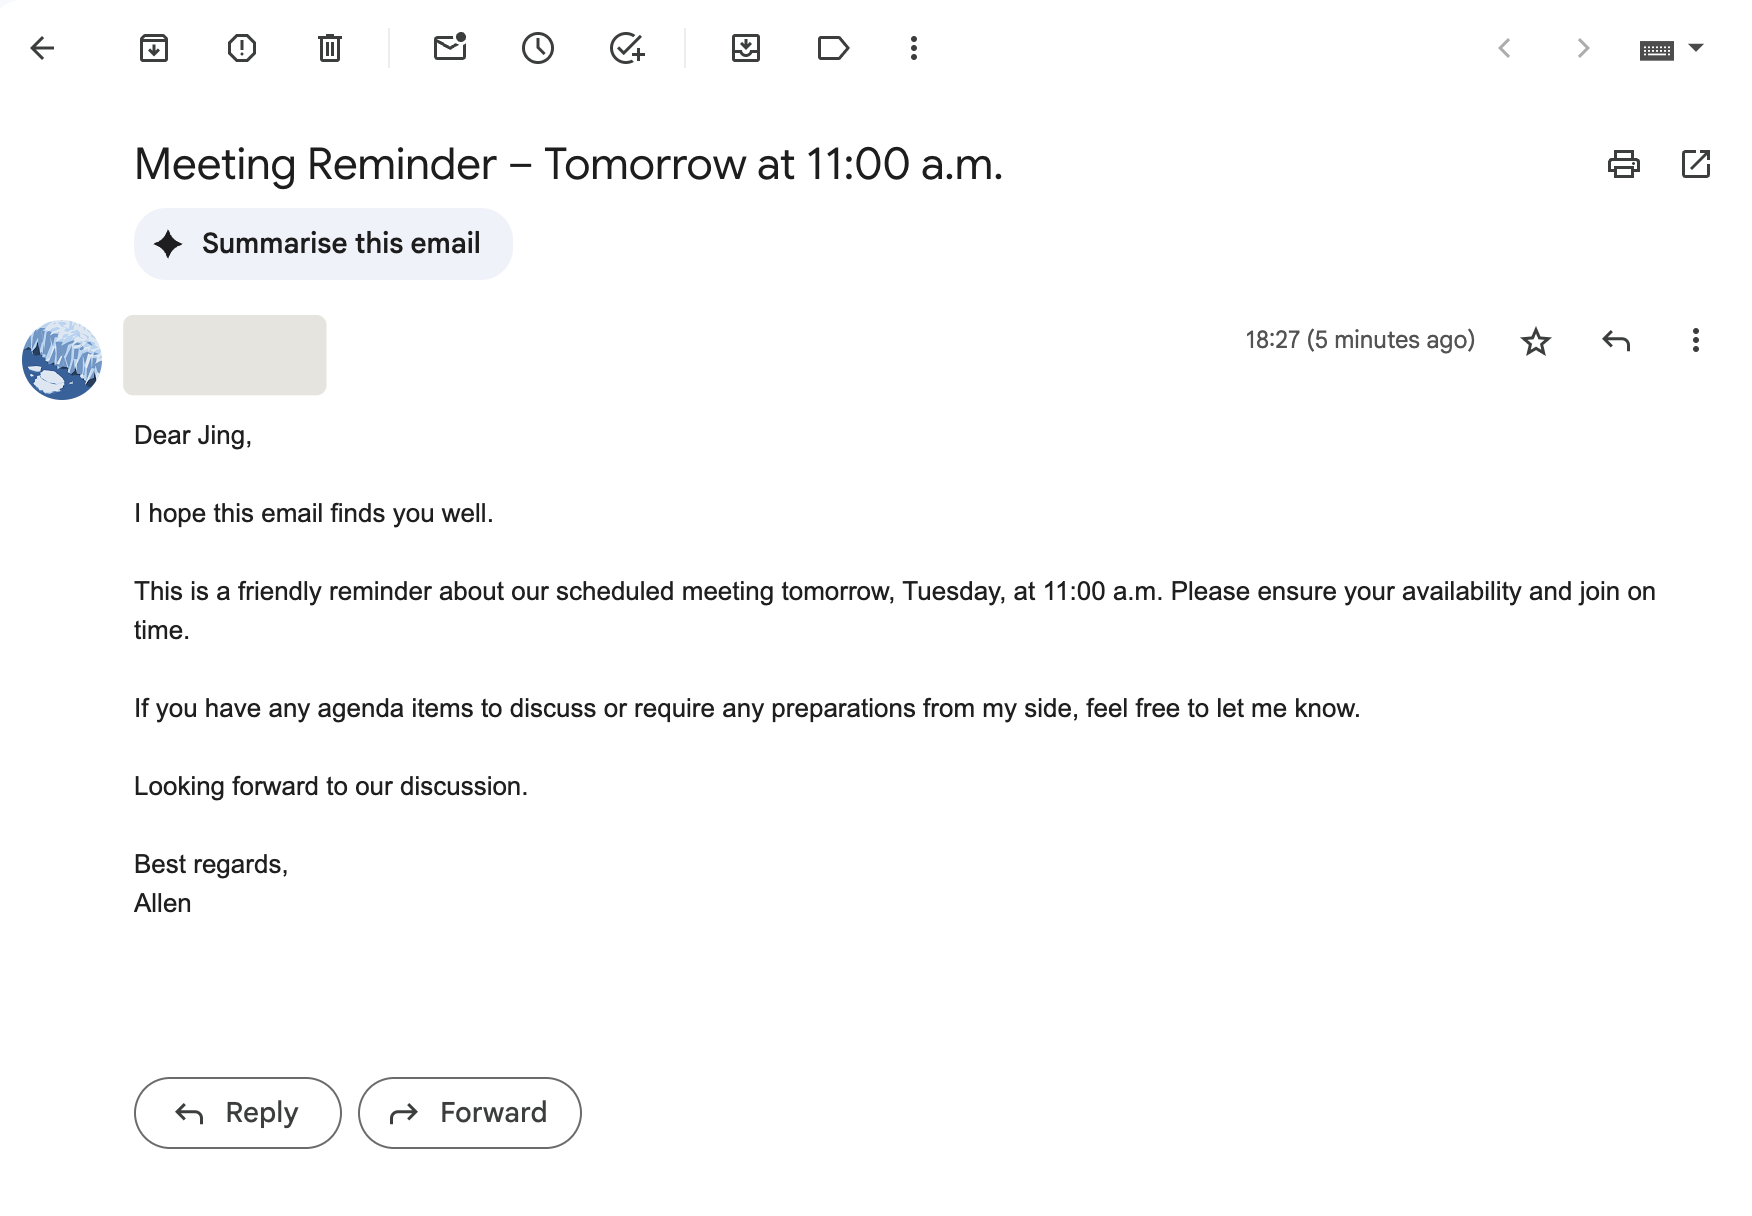 Meeting Reminder – Tomorrow at 11:00 a.m.
Summarise this email
18:27 (5 minutes ago)
Dear Jing,
I hope this email finds you well.
This is a friendly reminder about our scheduled meeting tomorrow, Tuesday, at 11:00 a.m. Please ensure your availability and join on
time.
If you have any agenda items to discuss or require any preparations from my side, feel free to let me know.
Looking forward to our discussion.
Best regards,
Allen
Reply
Forward